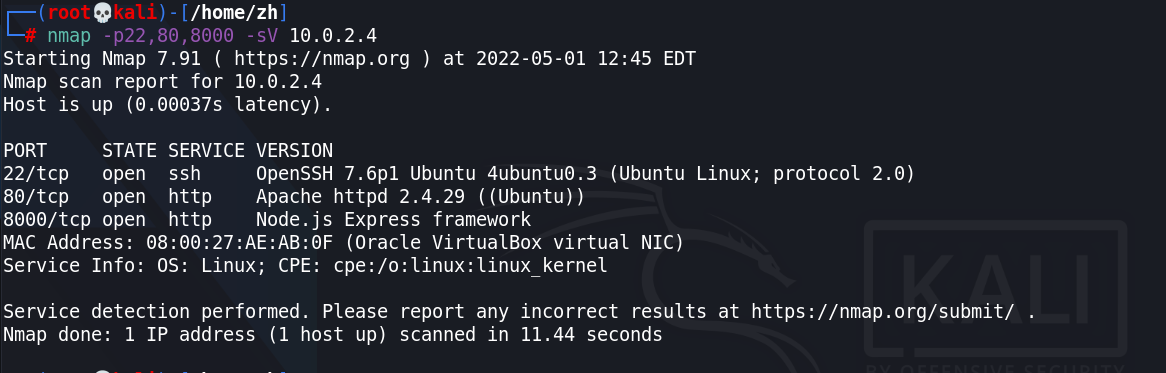 (root💀kali)-[/home/zh]
# nmap -p22,80,8000 -sV 10.0.2.4
Starting Nmap 7.91 ( https://nmap.org ) at 2022-05-01 12:45 EDT
Nmap scan report for 10.0.2.4
Host is up (0.00037s latency).
PORT     STATE SERVICE VERSION
22/tcp   open  ssh     OpenSSH 7.6p1 Ubuntu 4ubuntu0.3 (Ubuntu Linux; protocol 2.0)
80/tcp   open  http    Apache httpd 2.4.29 ((Ubuntu))
8000/tcp open  http    Node.js Express framework
MAC Address: 08:00:27:AE:AB:0F (Oracle VirtualBox virtual NIC)
Service Info: OS: Linux; CPE: cpe:/o:linux:linux_kernel
Service detection performed. Please report any incorrect results at https://nmap.org/submit/ .
Nmap done: 1 IP address (1 host up) scanned in 11.44 seconds
KALI
BY OFFENSIVE SECURITY